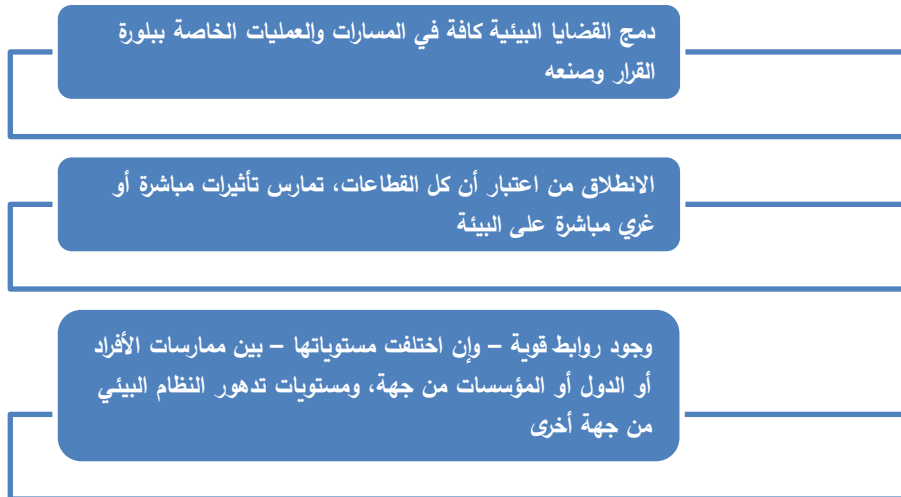 دمج القضايا البيئية كافة في المسارات والعمليات الخاصة ببلورة
القرار وصنعه
الانطلاق من اعتبار أن كل القطاعات، تمارس تأثيرات مباشرة أو
غري مباشرة على البيئة
وجود روابط قوية – وإن اختلفت مستوياتها – بين ممارسات الأفراد
أو الدول أو المؤسسات من جهة، ومستويات تدهور النظام البيئي
من جهة أخرى